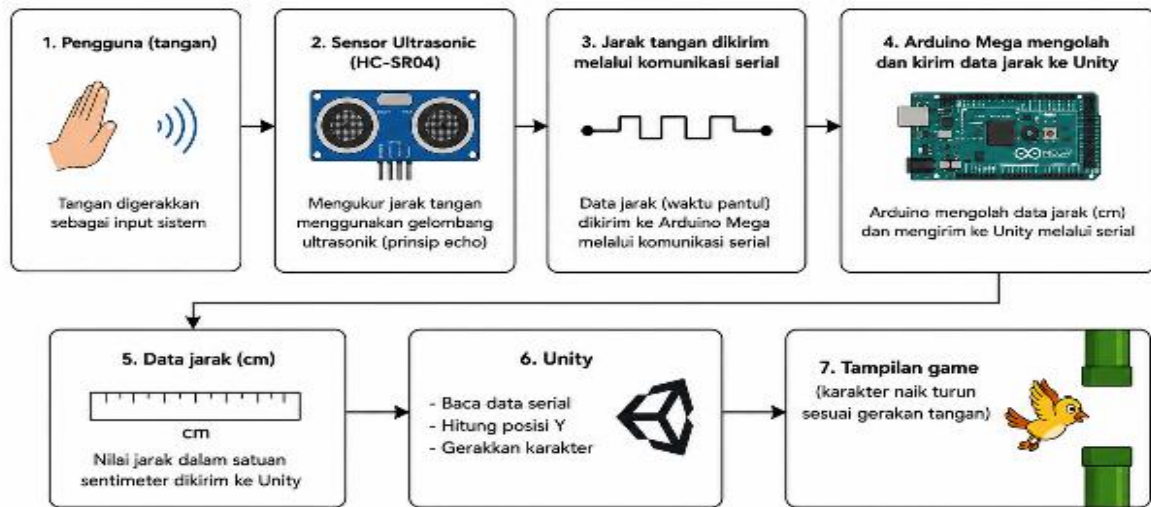 1. Pengguna (tangan)
Tangan digerakkan
sebagai input sistem
2. Sensor Ultrasonic
(HC-SR04)
Mengukur jarak tangan
menggunakan gelombang
ultrasonik (prinsip echo)
3. Jarak tangan dikirim
melalui komunikasi serial
Data jarak (waktu pantul)
dikirim ke Arduino Mega
melalui komunikasi serial
4. Arduino Mega mengolah
dan kirim data jarak ke Unity
Arduino mengolah data jarak (cm)
dan mengirim ke Unity melalui serial
5. Data jarak (cm)
cm
Nilai jarak dalam satuan
sentimeter dikirim ke Unity
6. Unity
- Baca data serial
- Hitung posisi Y
- Gerakkan karakter
7. Tampilan game
(karakter naik turun
sesuai gerakan tangan)